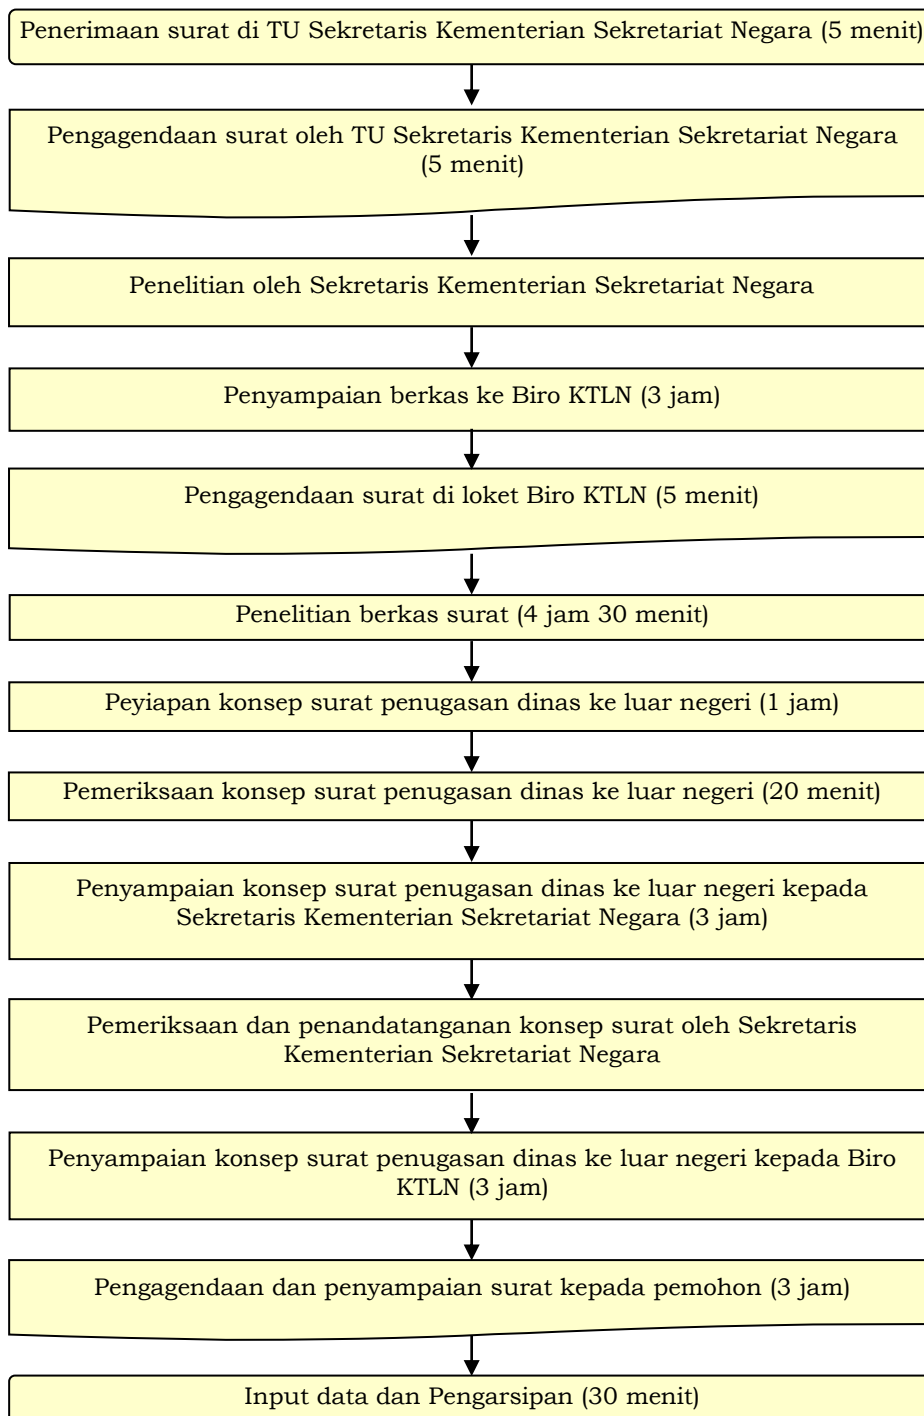 Penerimaan surat di TU Sekretaris Kementerian Sekretariat Negara (5 menit)
Pengagendaan surat oleh TU Sekretaris Kementerian Sekretariat Negara
(5 menit)
Penelitian oleh Sekretaris Kementerian Sekretariat Negara
Penyampaian berkas ke Biro KTLN (3 jam)
Pengagendaan surat di loket Biro KTLN (5 menit)
Penelitian berkas surat (4 jam 30 menit)
Peyiapan konsep surat penugasan dinas ke luar negeri (1 jam)
Pemeriksaan konsep surat penugasan dinas ke luar negeri (20 menit)
Penyampaian konsep surat penugasan dinas ke luar negeri kepada
Sekretaris Kementerian Sekretariat Negara (3 jam)
Pemeriksaan dan penandatanganan konsep surat oleh Sekretaris
Kementerian Sekretariat Negara
Penyampaian konsep surat penugasan dinas ke luar negeri kepada Biro
KTLN (3 jam)
Pengagendaan dan penyampaian surat kepada pemohon (3 jam)
Input data dan Pengarsipan (30 menit)